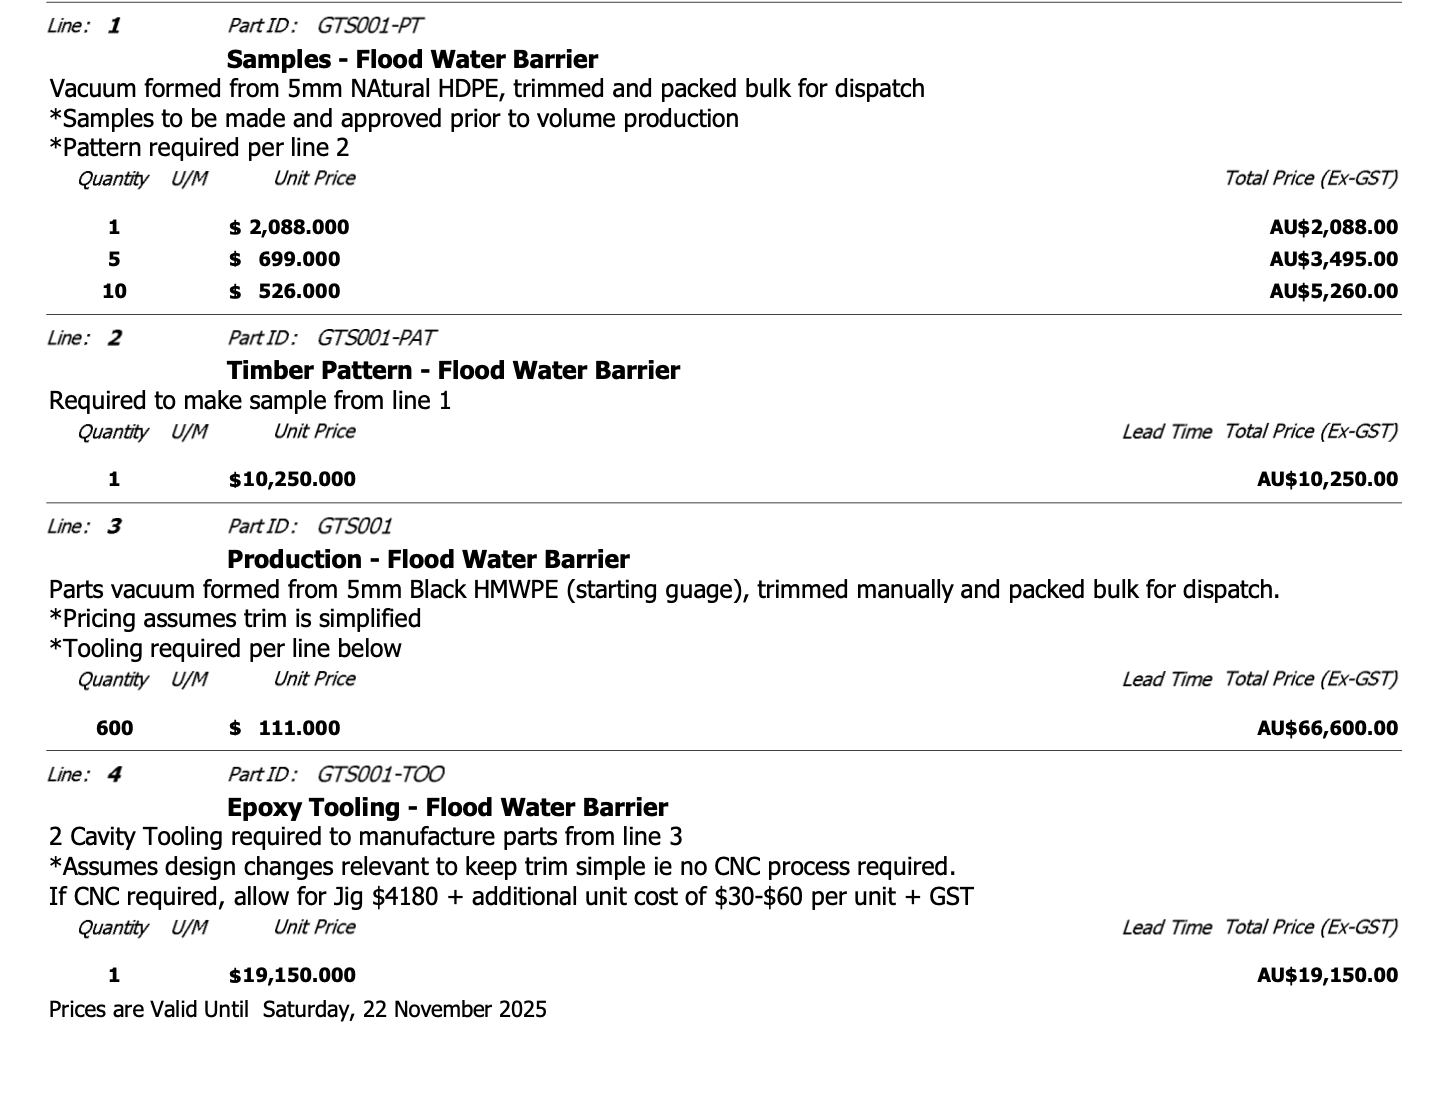 Line: 1 Part ID: GTS001-PT
Samples - Flood Water Barrier
Vacuum formed from 5mm NAtural HDPE, trimmed and packed bulk for dispatch
*Samples to be made and approved prior to volume production
*Pattern required per line 2
Quantity U/M Unit Price Total Price (Ex-GST)
1 $ 2,088.000 AU$2,088.00
5 $ 699.000 AU$3,495.00
10 $ 526.000 AU$5,260.00
Line: 2 Part ID: GTS001-PAT
Timber Pattern - Flood Water Barrier
Required to make sample from line 1
Quantity U/M Unit Price Lead Time Total Price (Ex-GST)
1 $10,250.000 AU$10,250.00
Line: 3 Part ID: GTS001
Production - Flood Water Barrier
Parts vacuum formed from 5mm Black HMWPE (starting guage), trimmed manually and packed bulk for dispatch.
*Pricing assumes trim is simplified
*Tooling required per line below
Quantity U/M Unit Price Lead Time Total Price (Ex-GST)
600 $ 111.000 AU$66,600.00
Line: 4 Part ID: GTS001-TOO
Epoxy Tooling - Flood Water Barrier
2 Cavity Tooling required to manufacture parts from line 3
*Assumes design changes relevant to keep trim simple ie no CNC process required.
If CNC required, allow for Jig $4180 + additional unit cost of $30-$60 per unit + GST
Quantity U/M Unit Price Lead Time Total Price (Ex-GST)
1 $19,150.000 AU$19,150.00
Prices are Valid Until Saturday, 22 November 2025